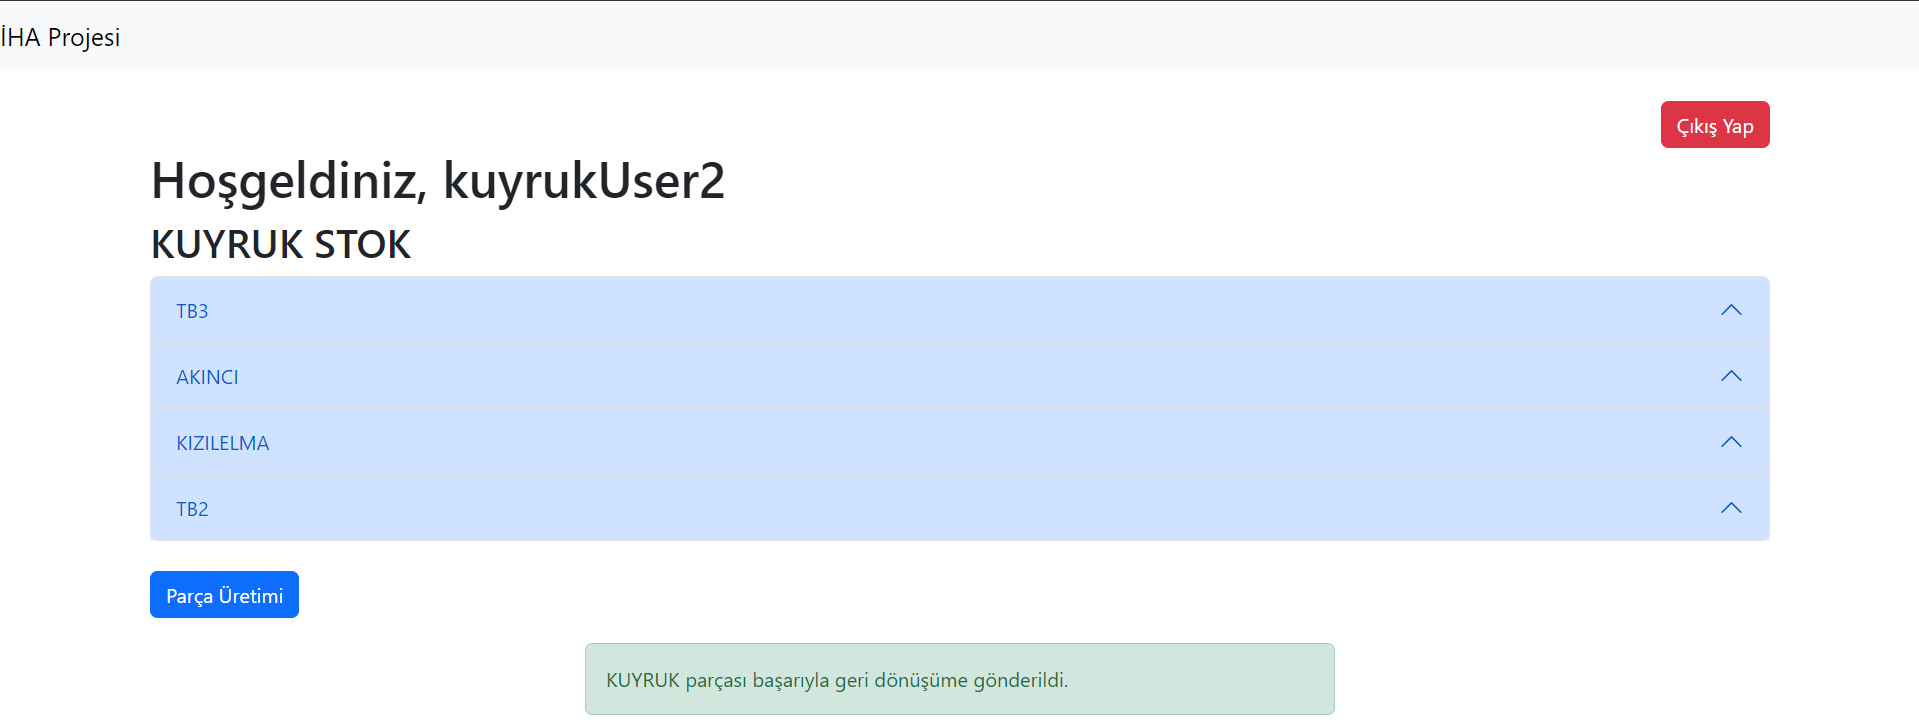 İHA Projesi
Çıkış Yap
Hoşgeldiniz, kuyrukUser2
KUYRUK STOK
TB3
AKINCI
KIZILELMA
TB2
Parça Üretimi
KUYRUK parçası başarıyla geri dönüşüme gönderildi.